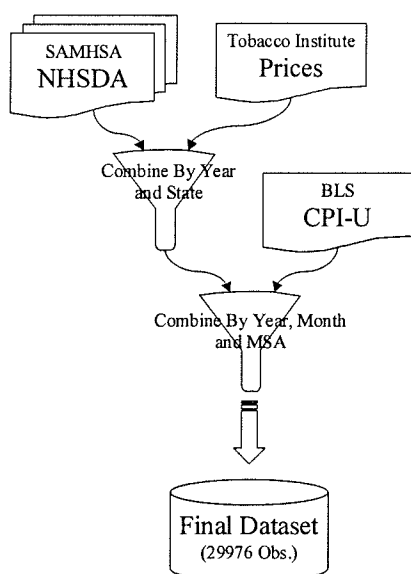 SAMHSA
NHSDA
Tobacco Institute
Prices
Combine By Year
and State
BLS
CPI-U
Combine By Year, Month
and MSA
Final Dataset
(29976 Obs.)